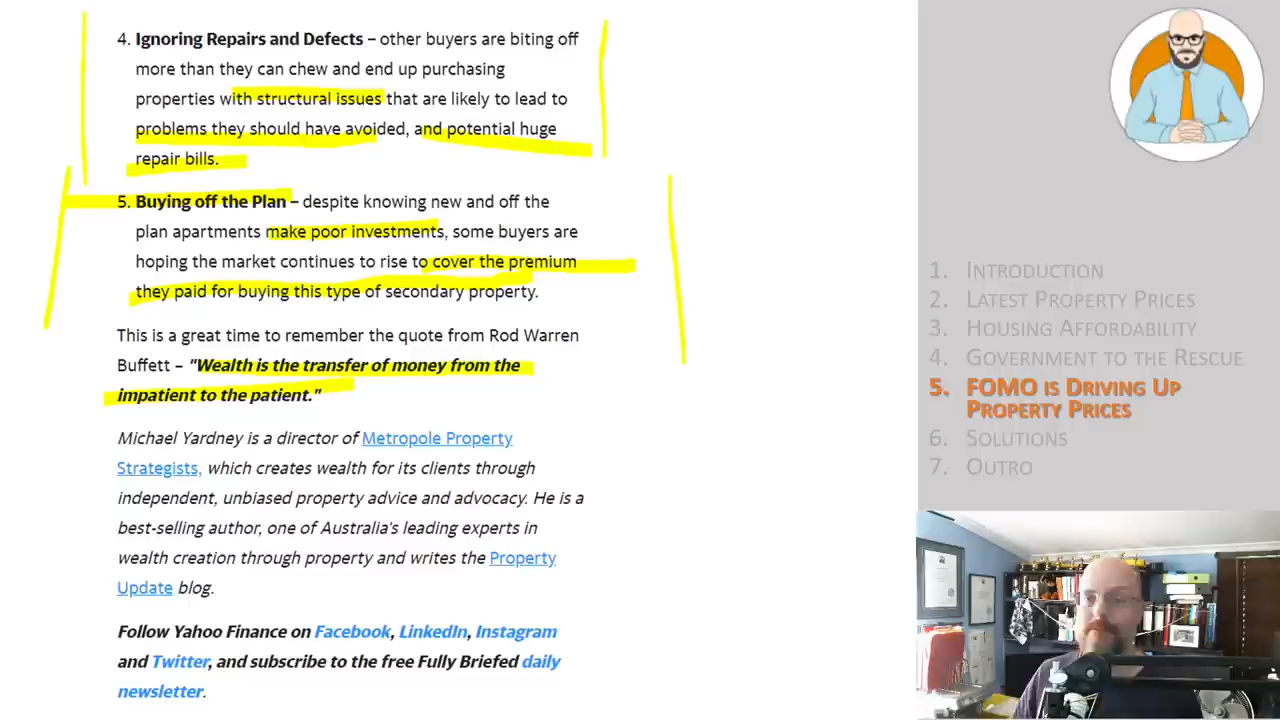 4. Ignoring Repairs and Defects – other buyers are biting off
more than they can chew and end up purchasing
properties with structural issues that are likely to lead to
problems they should have avoided, and potential huge
repair bills.
5. Buying off the Plan – despite knowing new and off the
plan apartments make poor investments, some buyers are
hoping the market continues to rise to cover the premium
they paid for buying this type of secondary property.
This is a great time to remember the quote from Rod Warren
Buffett – "Wealth is the transfer of money from the
impatient to the patient."
Michael Yardney is a director of Metropole Property
Strategists, which creates wealth for its clients through
independent, unbiased property advice and advocacy. He is a
best-selling author, one of Australia's leading experts in
wealth creation through property and writes the Property
Update blog.
Follow Yahoo Finance on Facebook, LinkedIn, Instagram
and Twitter, and subscribe to the free Fully Briefed daily
newsletter.
1. Introduction
2. Latest Property Prices
3. Housing Affordability
4. Government to the Rescue
5. FOMO is Driving Up
Property Prices
6. Solutions
7. Outro